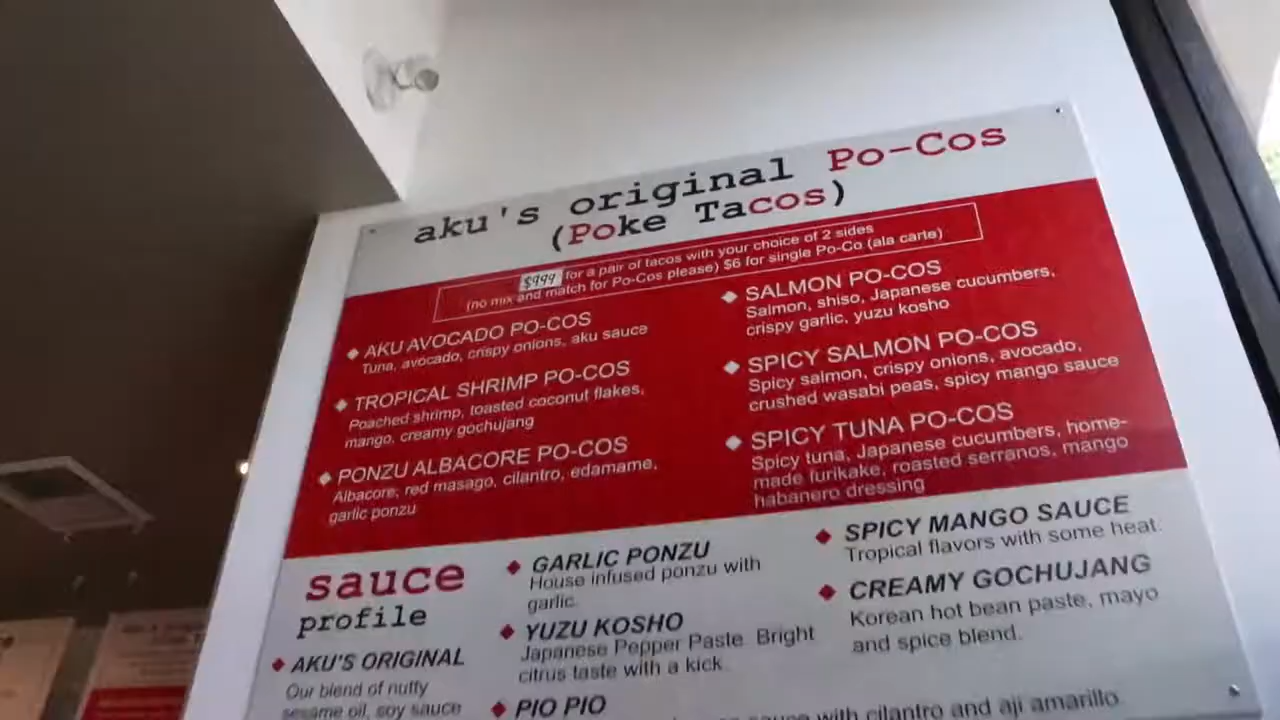 aku's original Po-Cos
(Poke Tacos)
$9.99 for a pair of tacos with your choice of 2 sides
(no mix and match for Po-Cos please) $6 for single Po-Co (ala carte)
AKU AVOCADO PO-COS
Tuna, avocado, crispy onions, aku sauce
TROPICAL SHRIMP PO-COS
Poached shrimp, toasted coconut flakes,
mango, creamy gochujang
PONZU ALBACORE PO-COS
Albacore, red masago, cilantro, edamame,
garlic ponzu
SALMON PO-COS
Salmon, shiso, Japanese cucumbers,
crispy garlic, yuzu kosho
SPICY SALMON PO-COS
Spicy salmon, crispy onions, avocado,
crushed wasabi peas, spicy mango sauce
SPICY TUNA PO-COS
Spicy tuna, Japanese cucumbers, home-
made furikake, roasted serranos, mango
habanero dressing
sauce
profile
AKU'S ORIGINAL
Our blend of nutty
sesame oil, soy sauce
GARLIC PONZU
House infused ponzu with
garlic.
YUZU KOSHO
Japanese Pepper Paste. Bright
citrus taste with a kick.
PIO PIO
sauce with cilantro and aji amarillo.
SPICY MANGO SAUCE
Tropical flavors with some heat.
CREAMY GOCHUJANG
Korean hot bean paste, mayo
and spice blend.